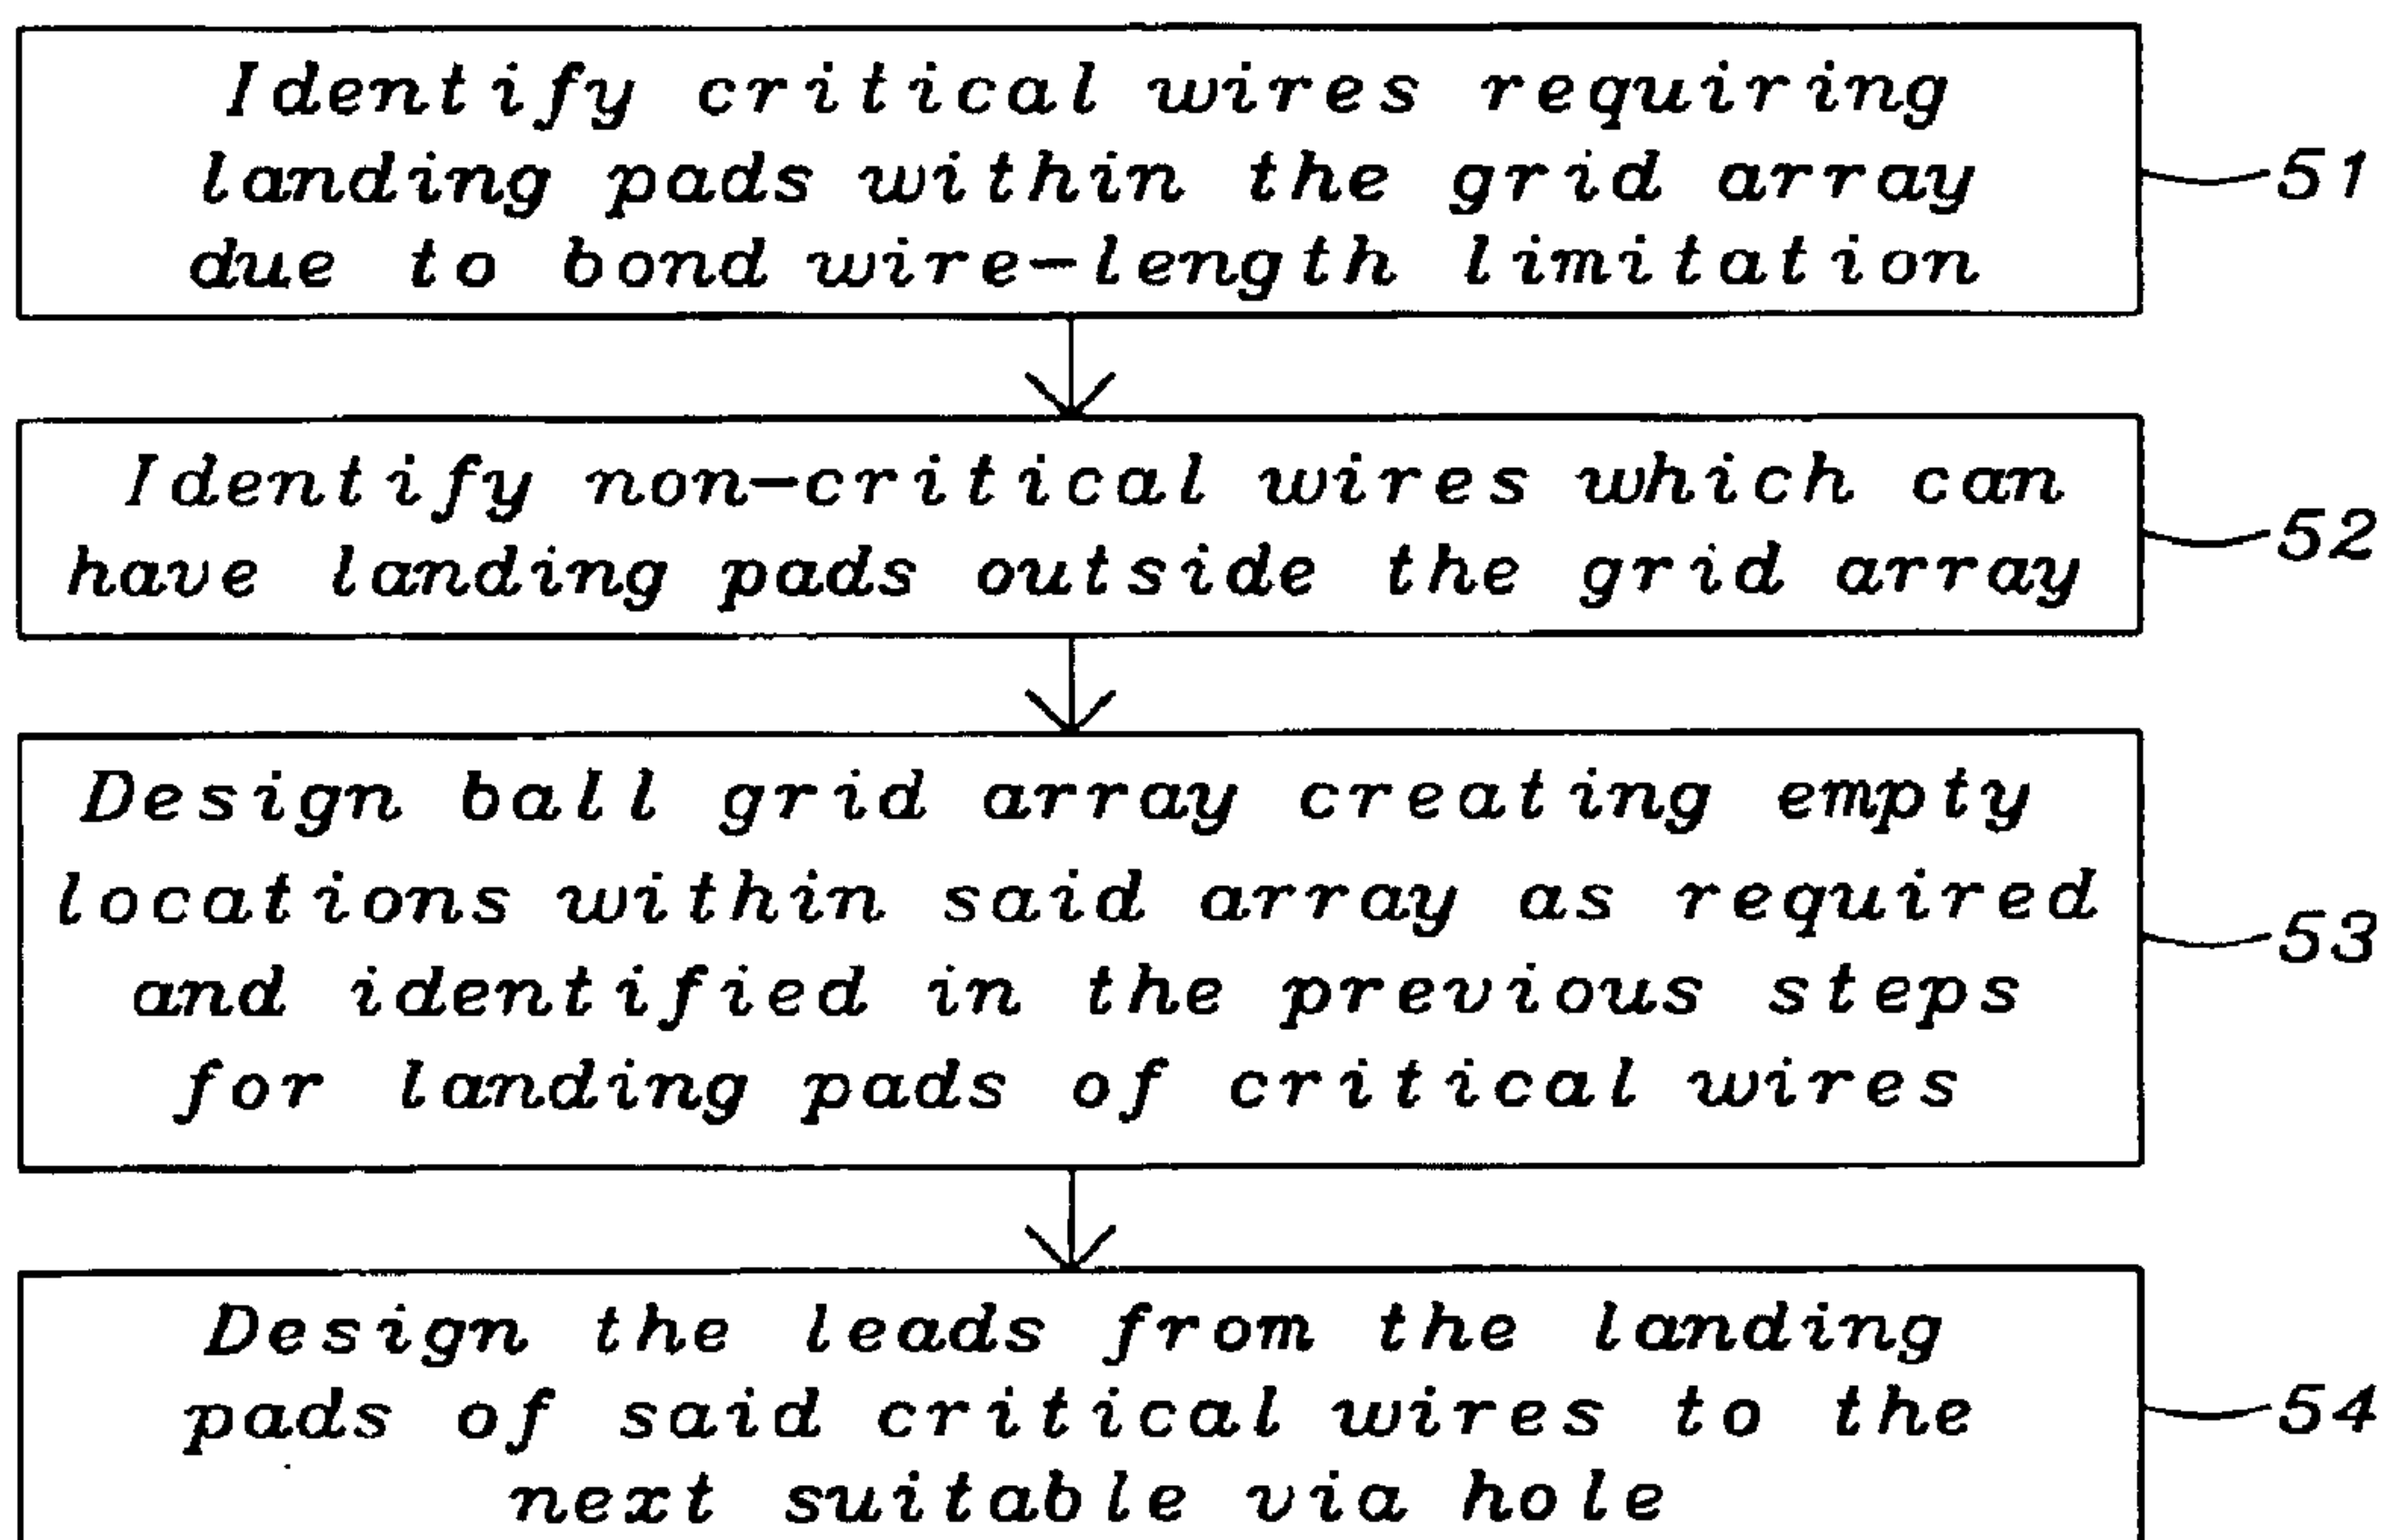 Identify critical wires requiring
landing pads within the grid array
due to bond wire-length limitation
51
Identify non-critical wires which can
have landing pads outside the grid array
52
Design ball grid array creating empty
locations within said array as required
and identified in the previous steps
for landing pads of critical wires
53
Design the leads from the landing
pads of said critical wires to the
next suitable via hole
54